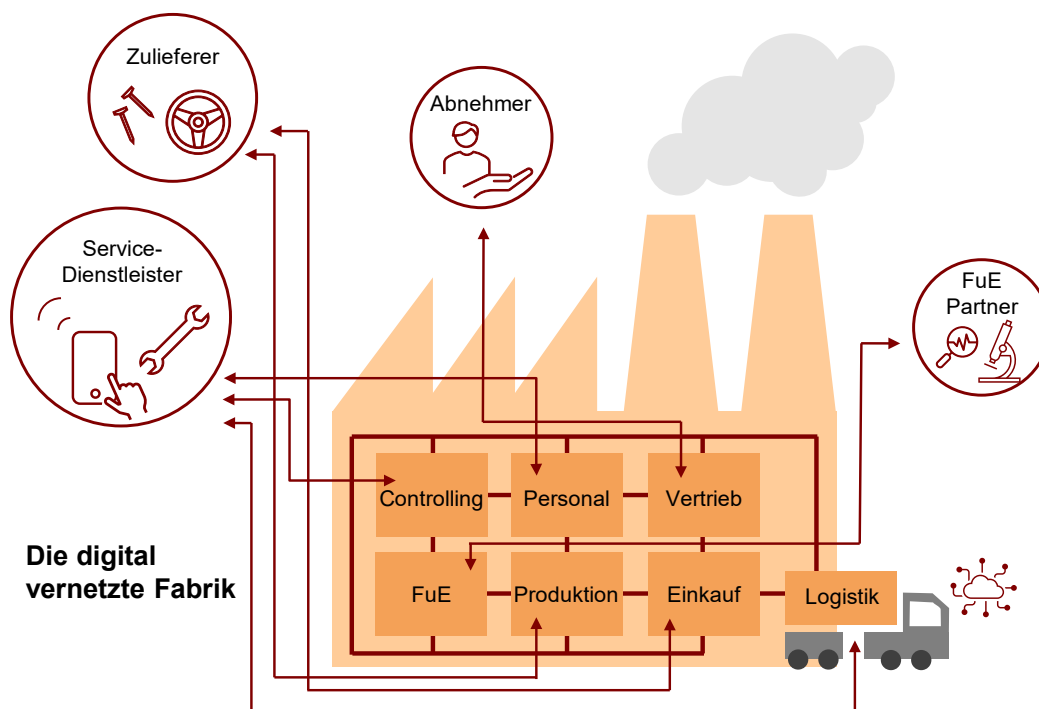 Zulieferer
Abnehmer
Service-
Dienstleister
FuE
Partner
Controlling
Personal
Vertrieb
Die digital
vernetzte Fabrik
FuE
Produktion
Einkauf
Logistik